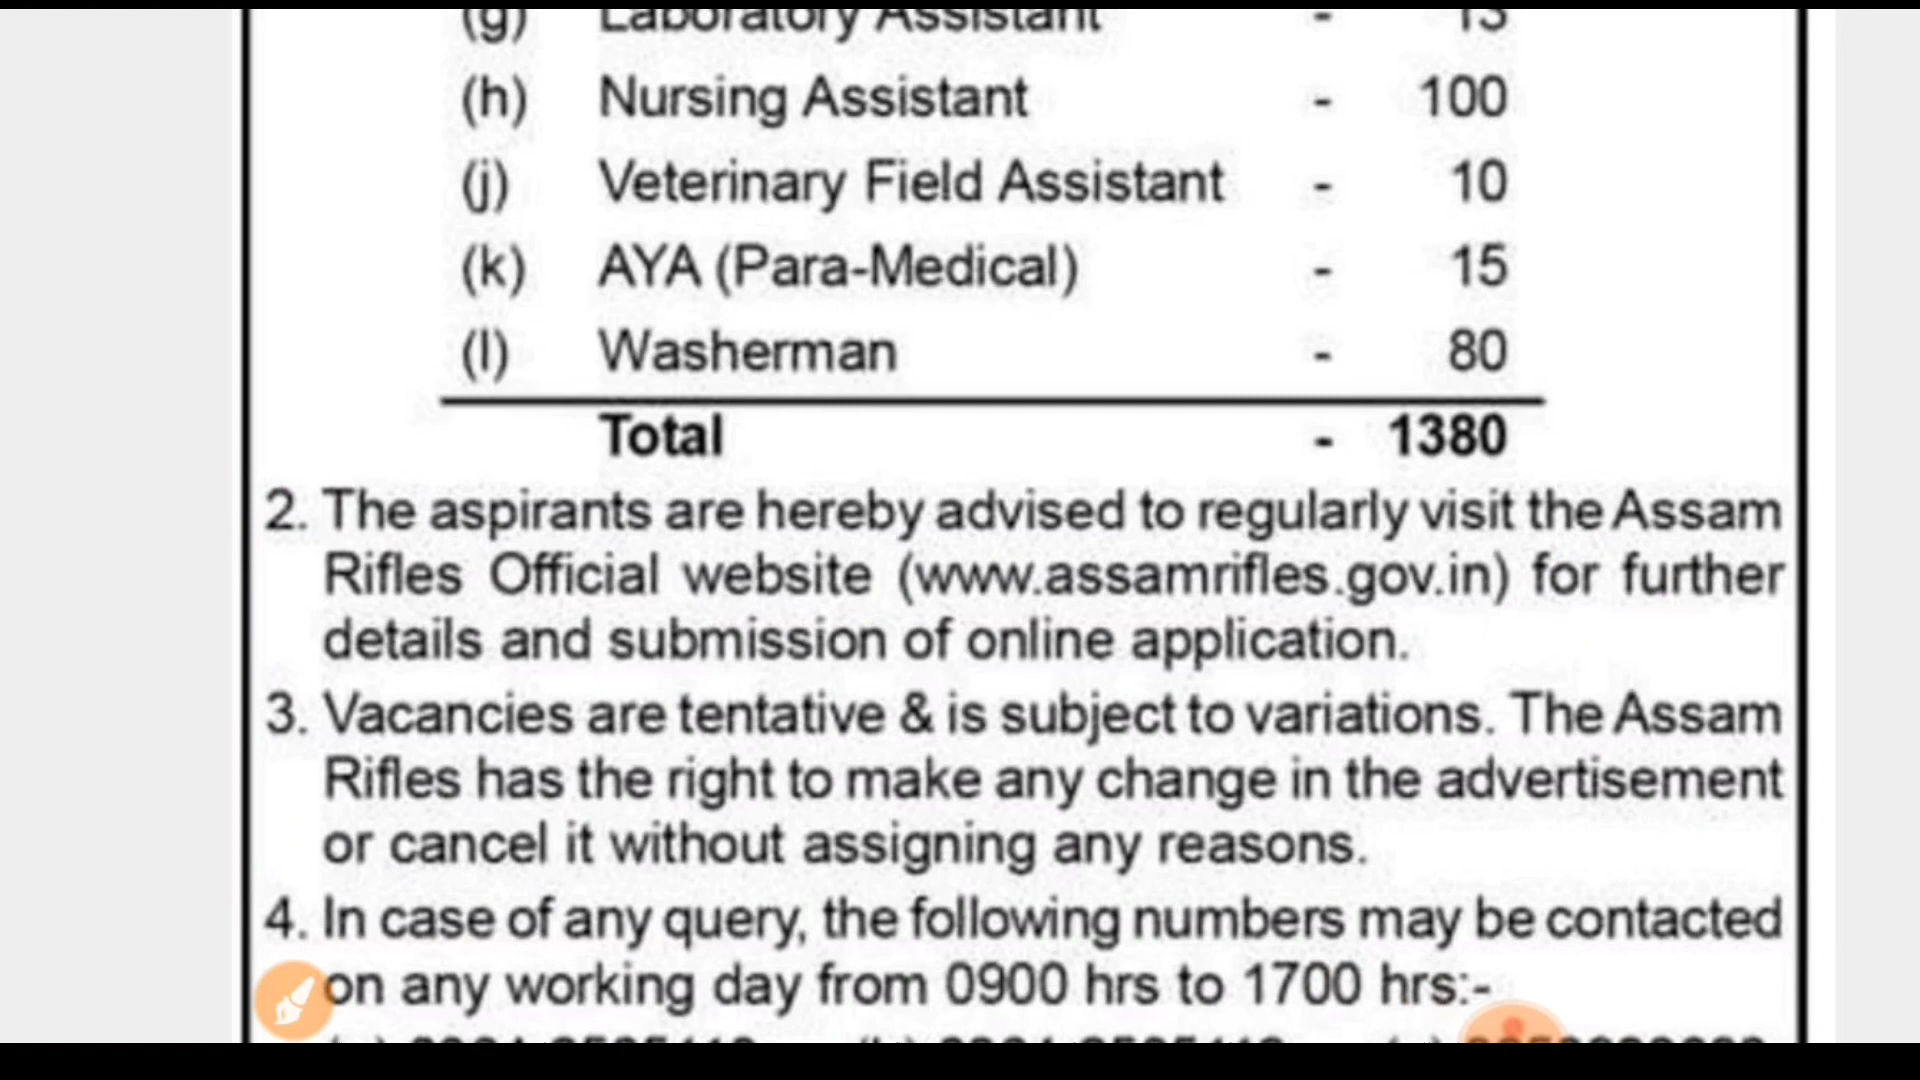 (g) Laboratory Assistant - 13
(h) Nursing Assistant - 100
(j) Veterinary Field Assistant - 10
(k) AYA (Para-Medical) - 15
(l) Washerman - 80
Total - 1380
2. The aspirants are hereby advised to regularly visit the Assam
Rifles Official website (www.assamrifles.gov.in) for further
details and submission of online application.
3. Vacancies are tentative & is subject to variations. The Assam
Rifles has the right to make any change in the advertisement
or cancel it without assigning any reasons.
4. In case of any query, the following numbers may be contacted
on any working day from 0900 hrs to 1700 hrs:-